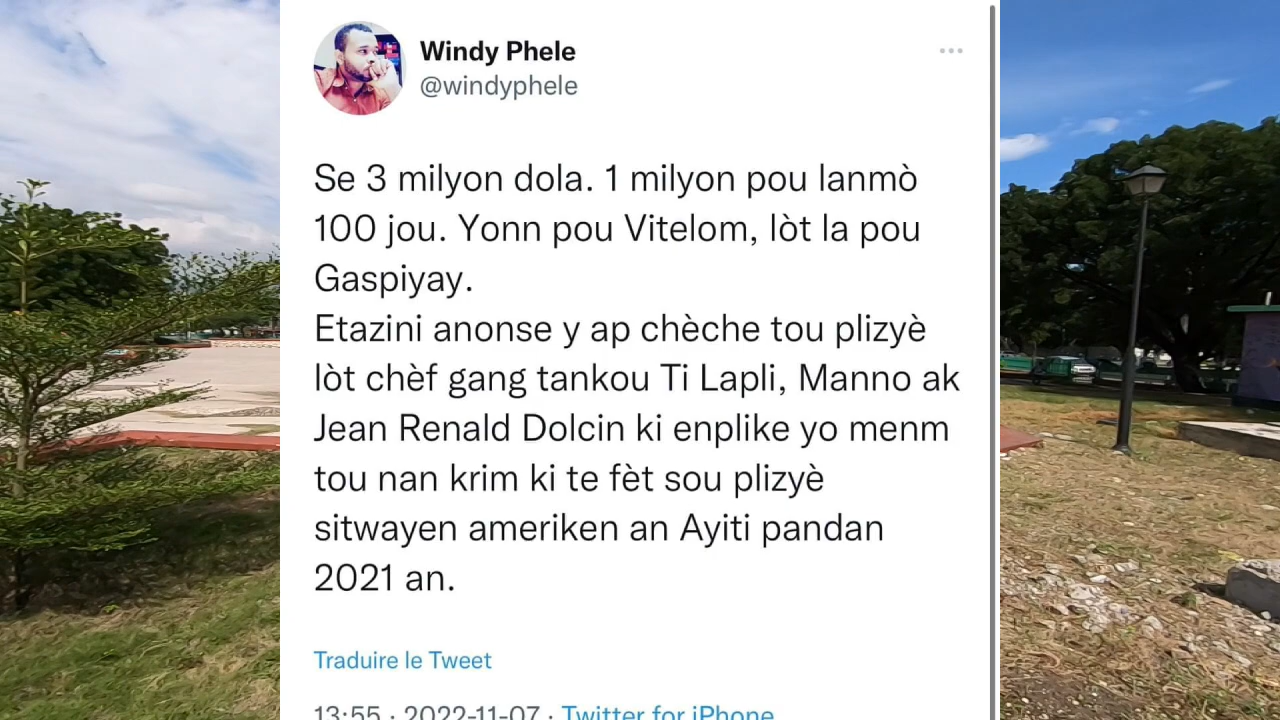 Windy Phele
@windyphele
Se 3 milyon dola. 1 milyon pou lanmò
100 jou. Yonn pou Vitelom, lòt la pou
Gaspiyay.
Etazini anonse y ap chèche tou plizyè
lòt chèf gang tankou Ti Lapli, Manno ak
Jean Renald Dolcin ki enplike yo menm
tou nan krim ki te fèt sou plizyè
sitwayen ameriken an Ayiti pandan
2021 an.
Traduire le Tweet
13:55 · 2022-11-07 · Twitter for iPhone